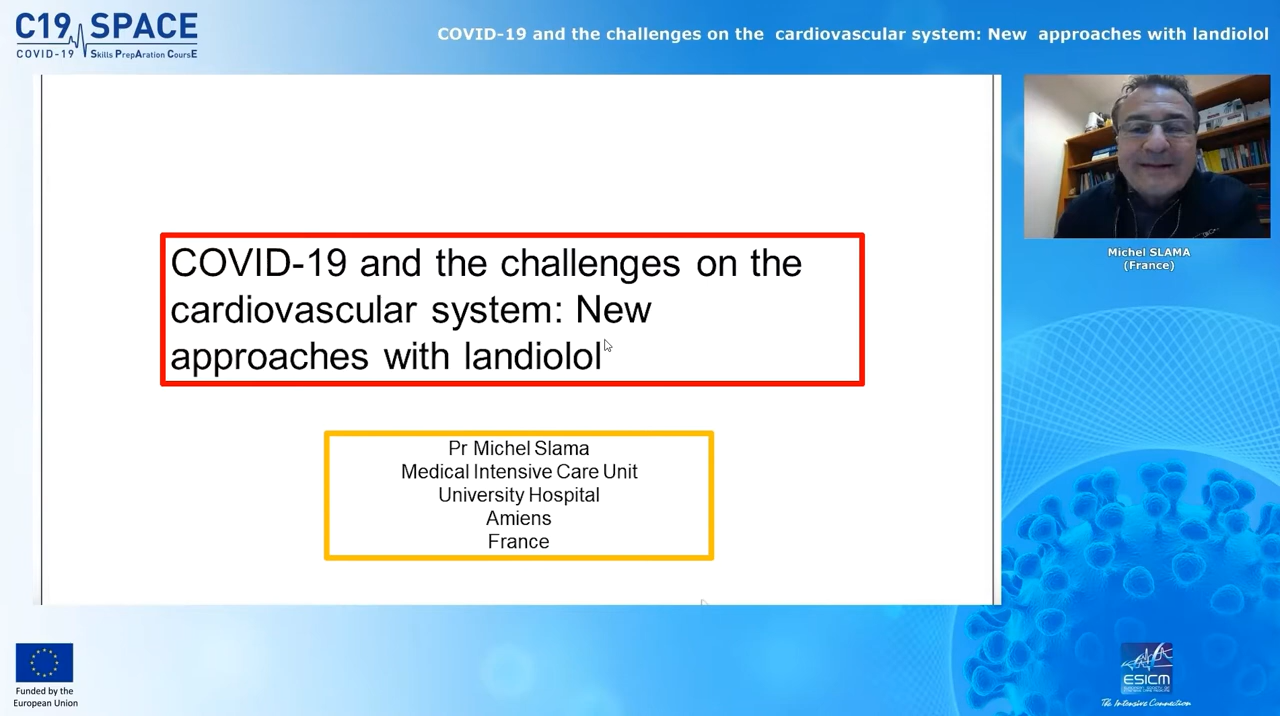 C19 SPACE
COVID-19 Skills PrepAration CoursE
COVID-19 and the challenges on the cardiovascular system: New approaches with landiolol
Michel SLAMA
(France)
COVID-19 and the challenges on the
cardiovascular system: New
approaches with landiolol
Pr Michel Slama
Medical Intensive Care Unit
University Hospital
Amiens
France
Funded by the
European Union
ESICM
The Intensive Connection